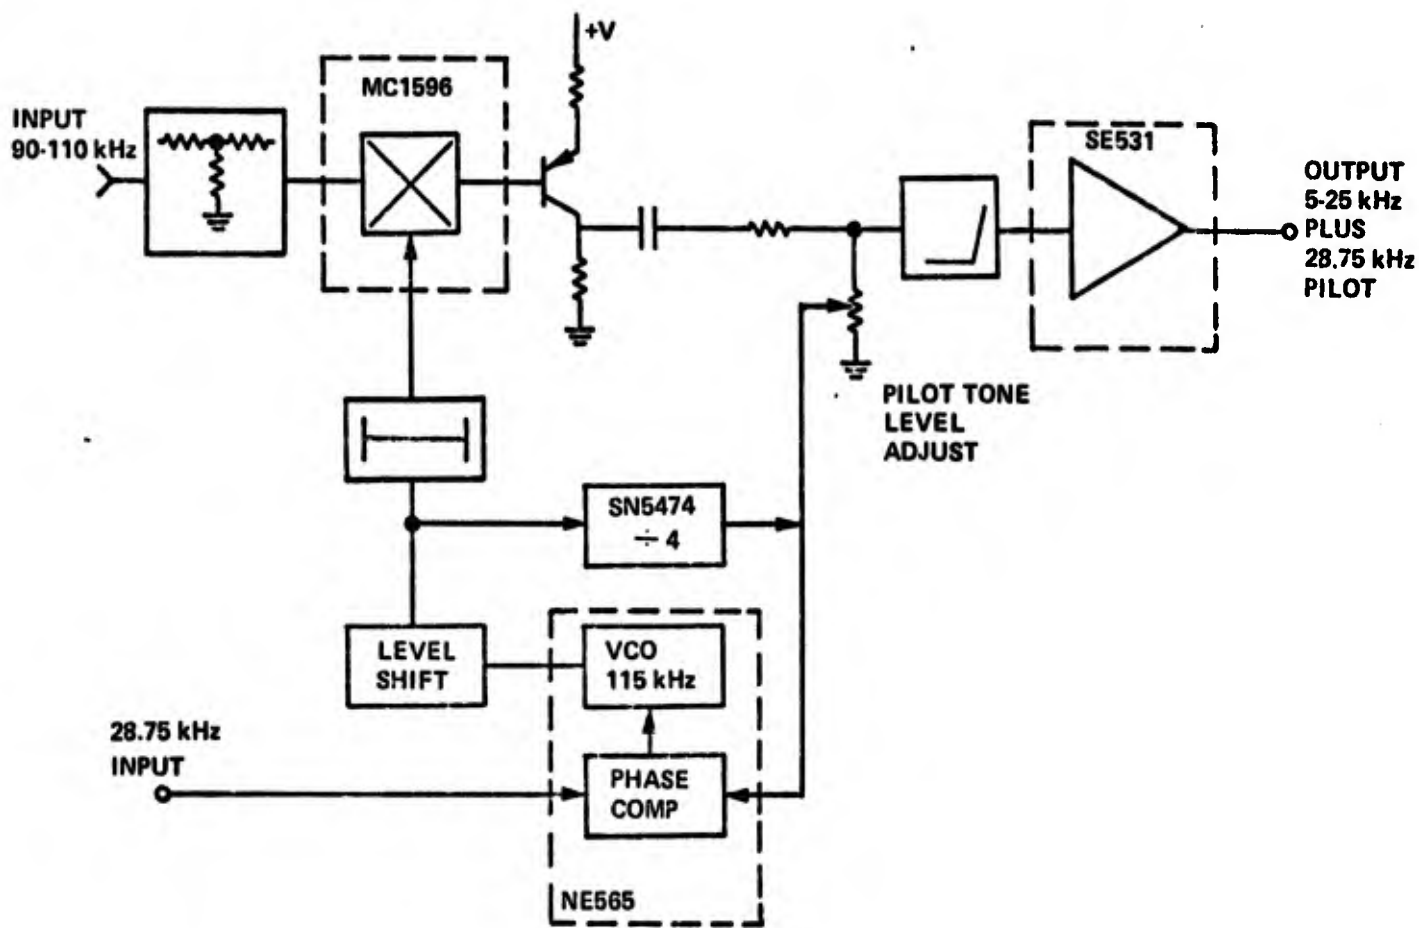 +V
MC1596
INPUT
90-110 kHz
SE531
OUTPUT
5-25 kHz
PLUS
28.75 kHz
PILOT
PILOT TONE
LEVEL
ADJUST
SN5474
÷ 4
LEVEL
SHIFT
VCO
115 kHz
28.75 kHz
INPUT
PHASE
COMP
NE565